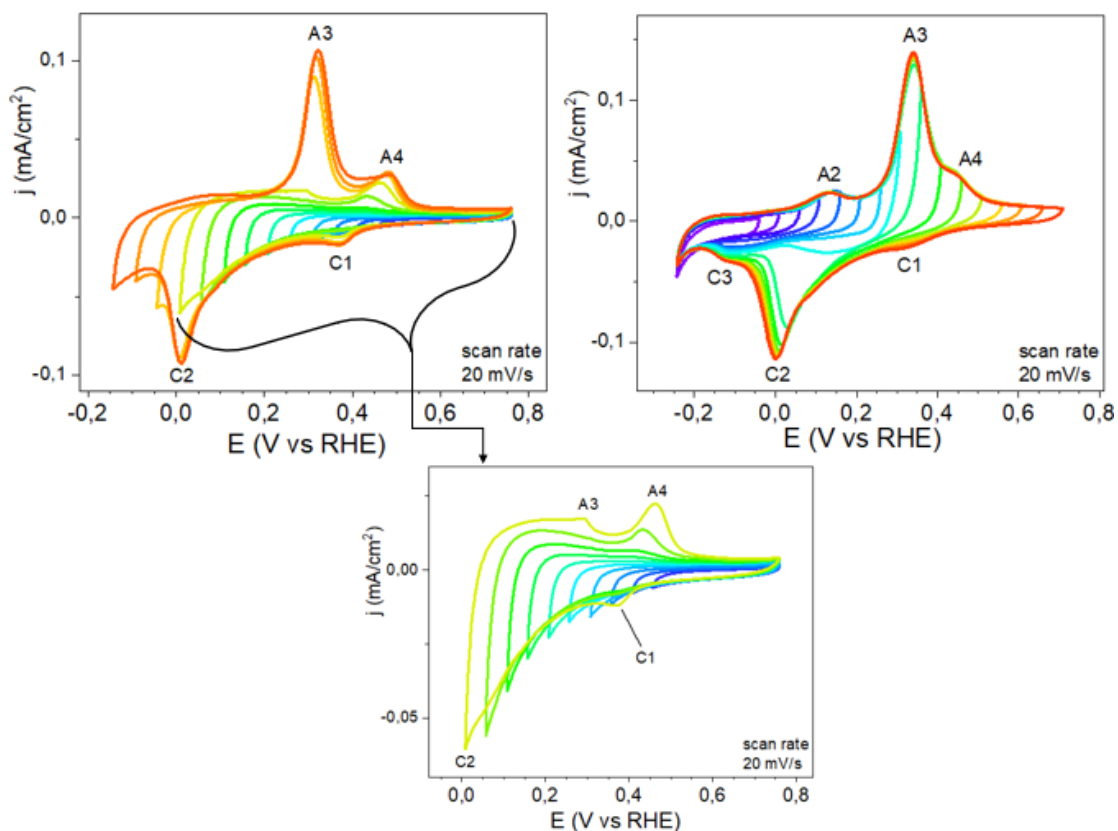 A3
0,1
A4
j (mA/cm²)
0,0
C1
scan rate
20 mV/s
-0,1
C2
-0,2 0,0 0,2 0,4 0,6 0,8
E (V vs RHE)
A3
0,1
A4
A2
j (mA/cm²)
0,0
C3
C1
scan rate
20 mV/s
-0,1
C2
-0,2 0,0 0,2 0,4 0,6 0,8
E (V vs RHE)
A3
A4
j (mA/cm²)
0,00
C1
-0,05
C2
scan rate
20 mV/s
0,0 0,2 0,4 0,6 0,8
E (V vs RHE)